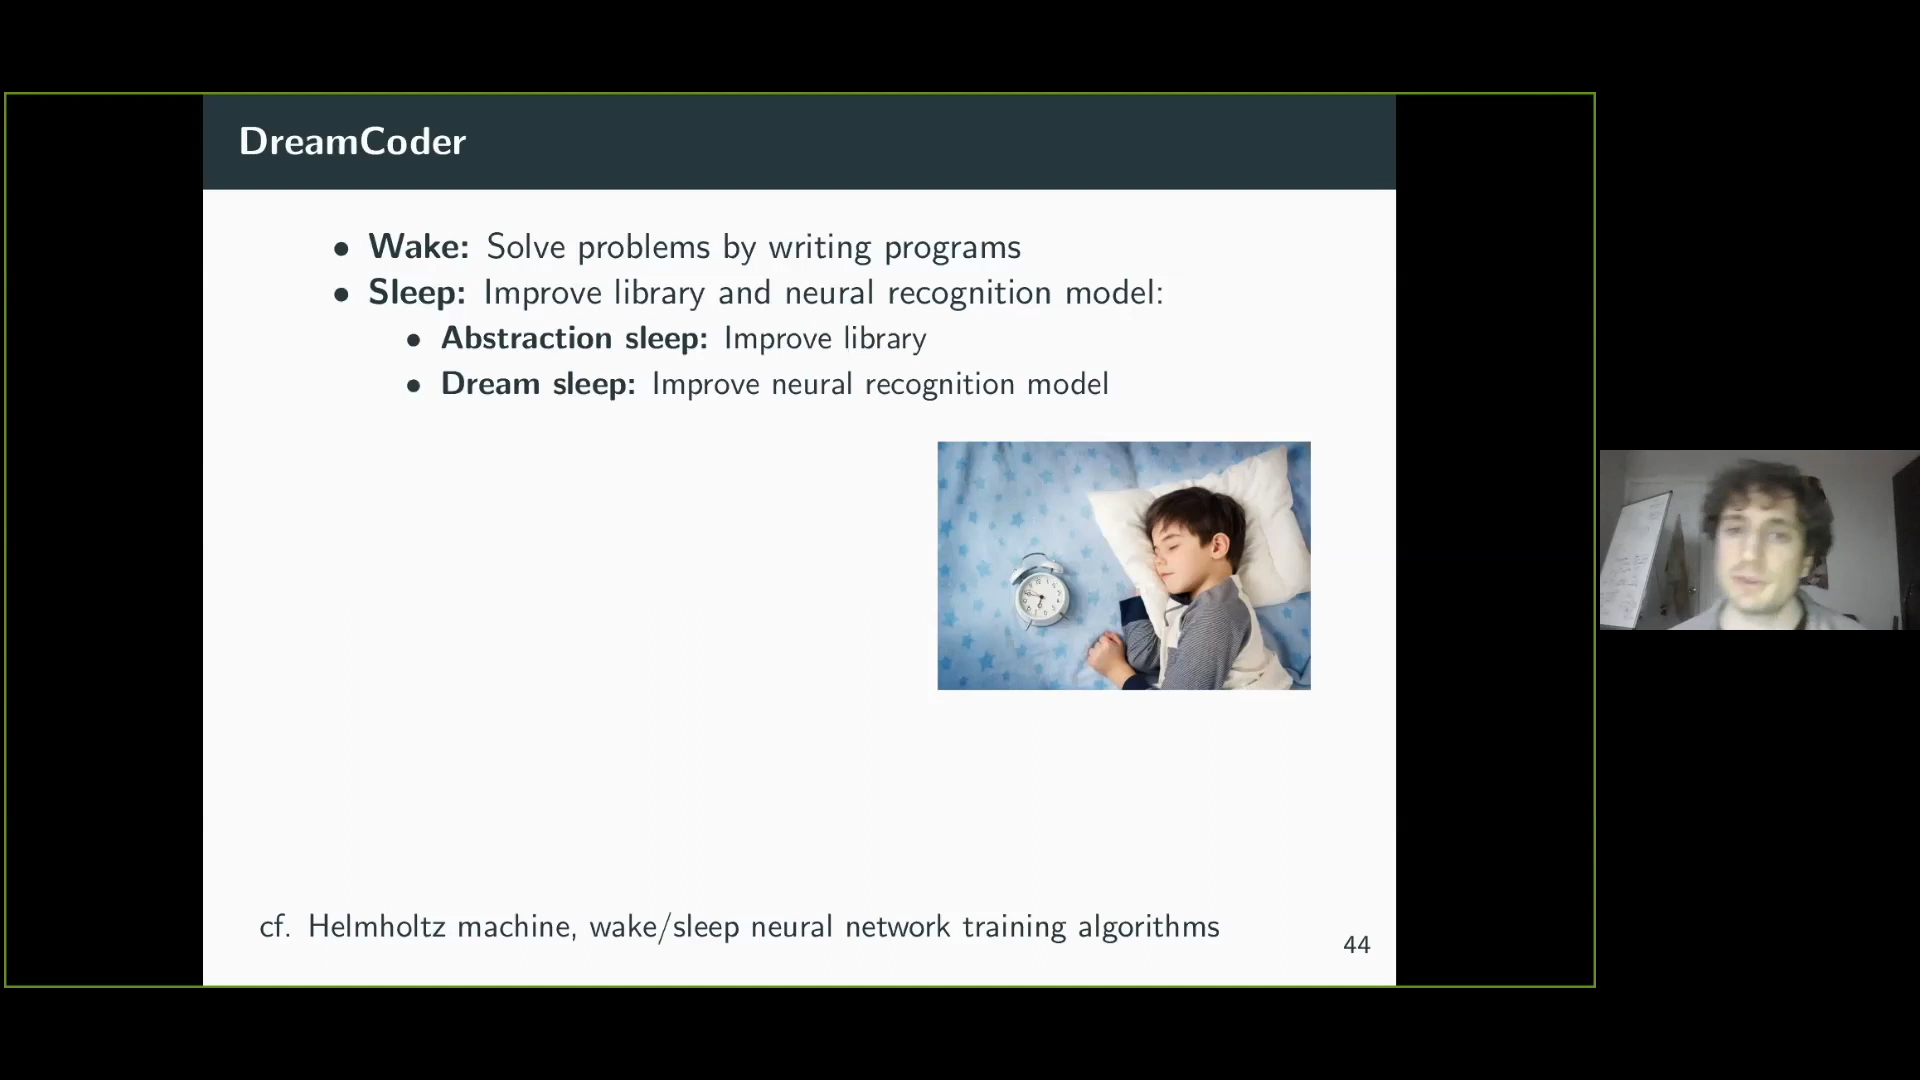 DreamCoder
• Wake: Solve problems by writing programs
• Sleep: Improve library and neural recognition model:
• Abstraction sleep: Improve library
• Dream sleep: Improve neural recognition model
cf. Helmholtz machine, wake/sleep neural network training algorithms
44